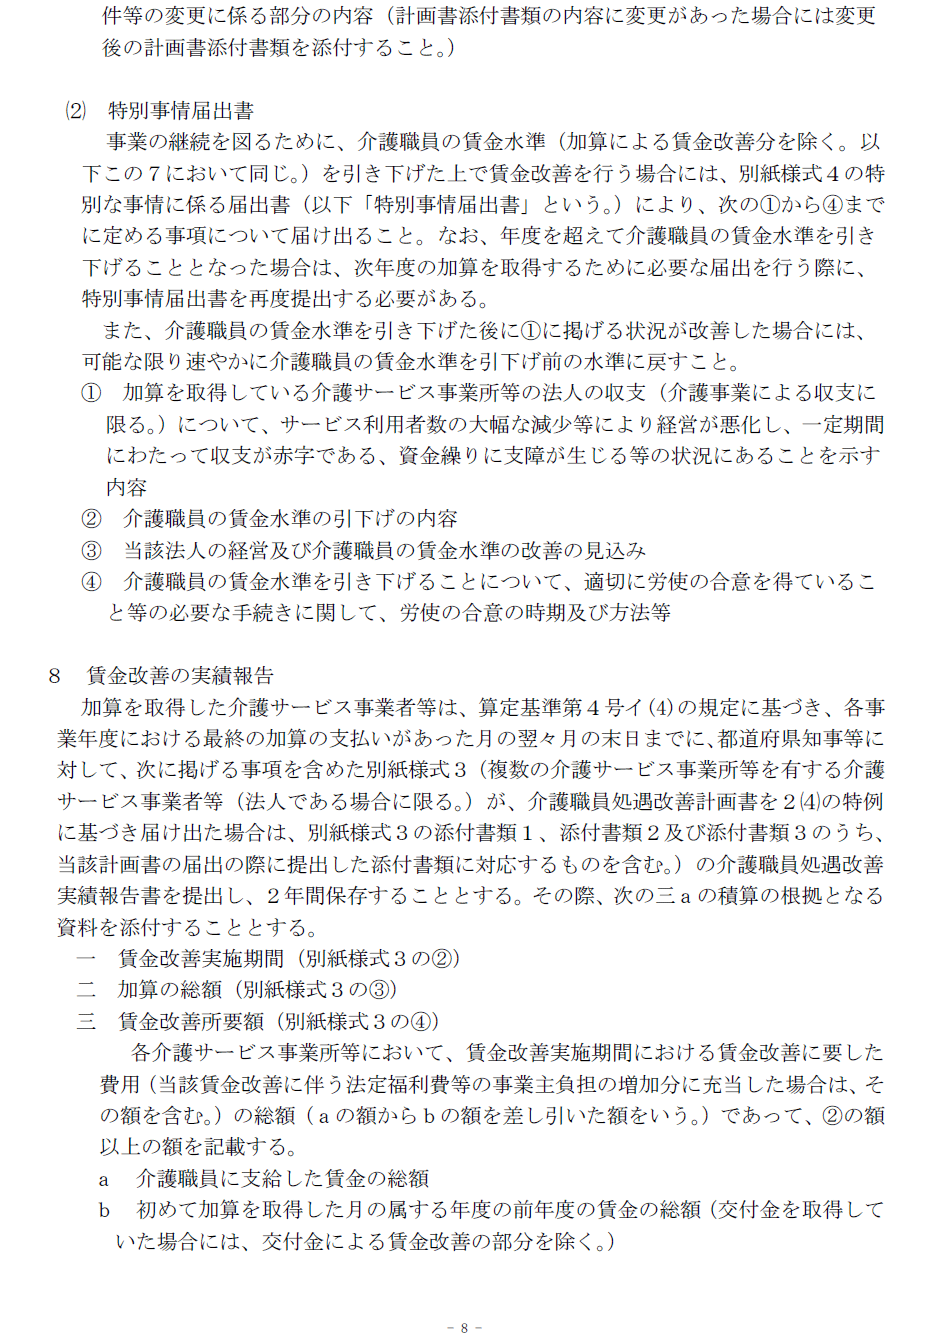 件等の変更に係る部分の内容（計画書添付書類の内容に変更があった場合には変更
後の計画書添付書類を添付すること。）
⑵　特別事情届出書
事業の継続を図るために、介護職員の賃金水準（加算による賃金改善分を除く。以
下この７において同じ。）を引き下げた上で賃金改善を行う場合には、別紙様式４の特
別な事情に係る届出書（以下「特別事情届出書」という。）により、次の①から④まで
に定める事項について届け出ること。なお、年度を超えて介護職員の賃金水準を引き
下げることとなった場合は、次年度の加算を取得するために必要な届出を行う際に、
特別事情届出書を再度提出する必要がある。
また、介護職員の賃金水準を引き下げた後に①に掲げる状況が改善した場合には、
可能な限り速やかに介護職員の賃金水準を引下げ前の水準に戻すこと。
①　加算を取得している介護サービス事業所等の法人の収支（介護事業による収支に
限る。）について、サービス利用者数の大幅な減少等により経営が悪化し、一定期間
にわたって収支が赤字である、資金繰りに支障が生じる等の状況にあることを示す
内容
②　介護職員の賃金水準の引下げの内容
③　当該法人の経営及び介護職員の賃金水準の改善の見込み
④　介護職員の賃金水準を引き下げることについて、適切に労使の合意を得ているこ
と等の必要な手続きに関して、労使の合意の時期及び方法等
８　賃金改善の実績報告
加算を取得した介護サービス事業者等は、算定基準第４号イ(4)の規定に基づき、各事
業年度における最終の加算の支払いがあった月の翌々月の末日までに、都道府県知事等に
対して、次に掲げる事項を含めた別紙様式３（複数の介護サービス事業所等を有する介護
サービス事業者等（法人である場合に限る。）が、介護職員処遇改善計画書を２⑷の特例
に基づき届け出た場合は、別紙様式３の添付書類１、添付書類２及び添付書類３のうち、
当該計画書の届出の際に提出した添付書類に対応するものを含む。）の介護職員処遇改善
実績報告書を提出し、２年間保存することとする。その際、次の三ａの積算の根拠となる
資料を添付することとする。
一　賃金改善実施期間（別紙様式３の②）
二　加算の総額（別紙様式３の③）
三　賃金改善所要額（別紙様式３の④）
各介護サービス事業所等において、賃金改善実施期間における賃金改善に要した
費用（当該賃金改善に伴う法定福利費等の事業主負担の増加分に充当した場合は、そ
の額を含む。）の総額（ａの額からｂの額を差し引いた額をいう。）であって、②の額
以上の額を記載する。
ａ　介護職員に支給した賃金の総額
ｂ　初めて加算を取得した月の属する年度の前年度の賃金の総額（交付金を取得して
いた場合には、交付金による賃金改善の部分を除く。）
- 8 -